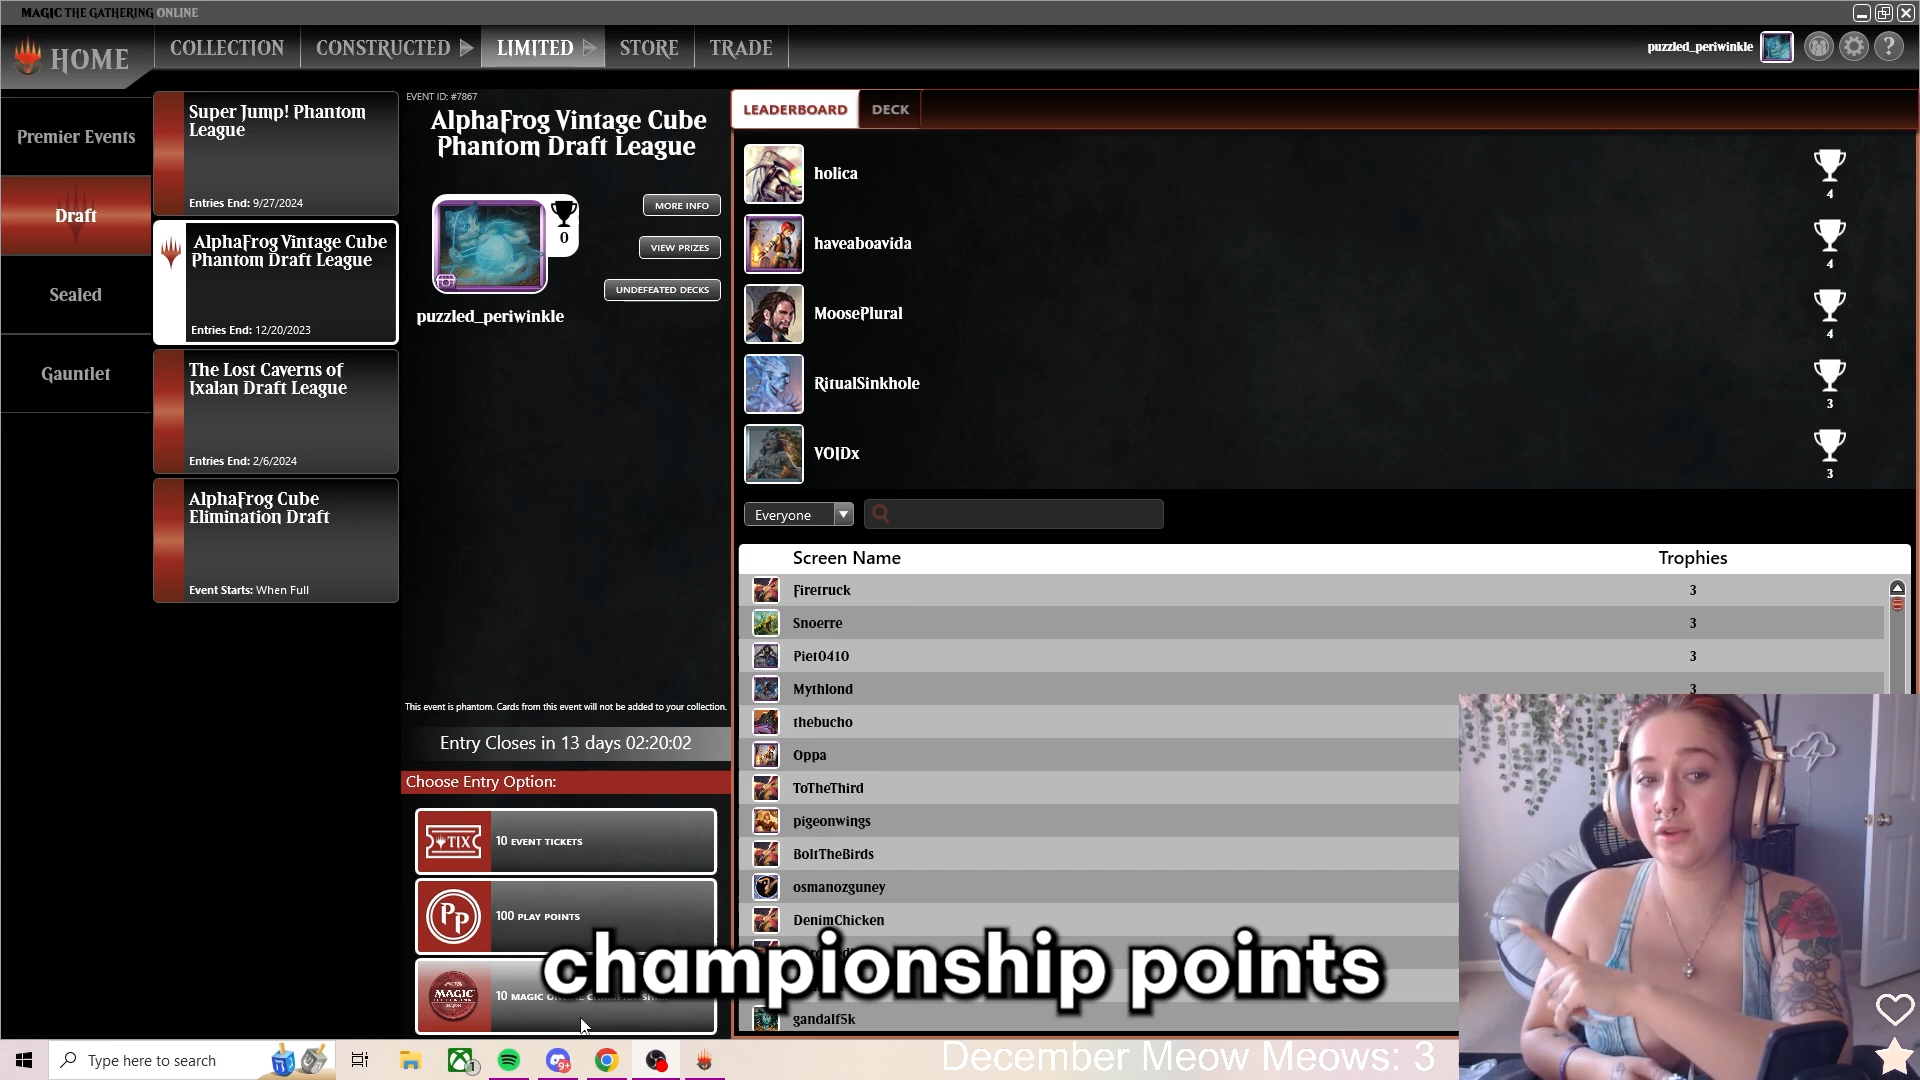 MAGIC THE GATHERING ONLINE
HOME
COLLECTION
CONSTRUCTED
LIMITED
STORE
TRADE
puzzled_periwinkle
?
Premier Events
Draft
Sealed
Gauntlet
Super Jump! Phantom
League
Entries End: 9/27/2024
AlphaFrog Vintage Cube
Phantom Draft League
Entries End: 12/20/2023
The Lost Caverns of
Ixalan Draft League
Entries End: 2/6/2024
AlphaFrog Cube
Elimination Draft
Event Starts: When Full
EVENT ID: #7867
AlphaFrog Vintage Cube
Phantom Draft League
0
MORE INFO
VIEW PRIZES
UNDEFEATED DECKS
puzzled_periwinkle
This event is phantom. Cards from this event will not be added to your collection.
Entry Closes in 13 days 02:20:02
Choose Entry Option:
TIX
10 EVENT TICKETS
PP
100 PLAY POINTS
MAGIC
10 MAGIC ONLINE CHAMPIONSHI...
LEADERBOARD
DECK
holica
4
haveaboavida
4
MoosePlural
4
RitualSinkhole
3
VOIDx
3
Everyone
Screen Name
Trophies
Firetruck
3
Snoerre
3
Piet0410
3
Mythlond
3
thebucho
Oppa
ToTheThird
pigeonwings
BoltTheBirds
osmanozguney
DenimChicken
gandalf5k
championship points
Type here to search
1
9+
December Meow Meows: 3